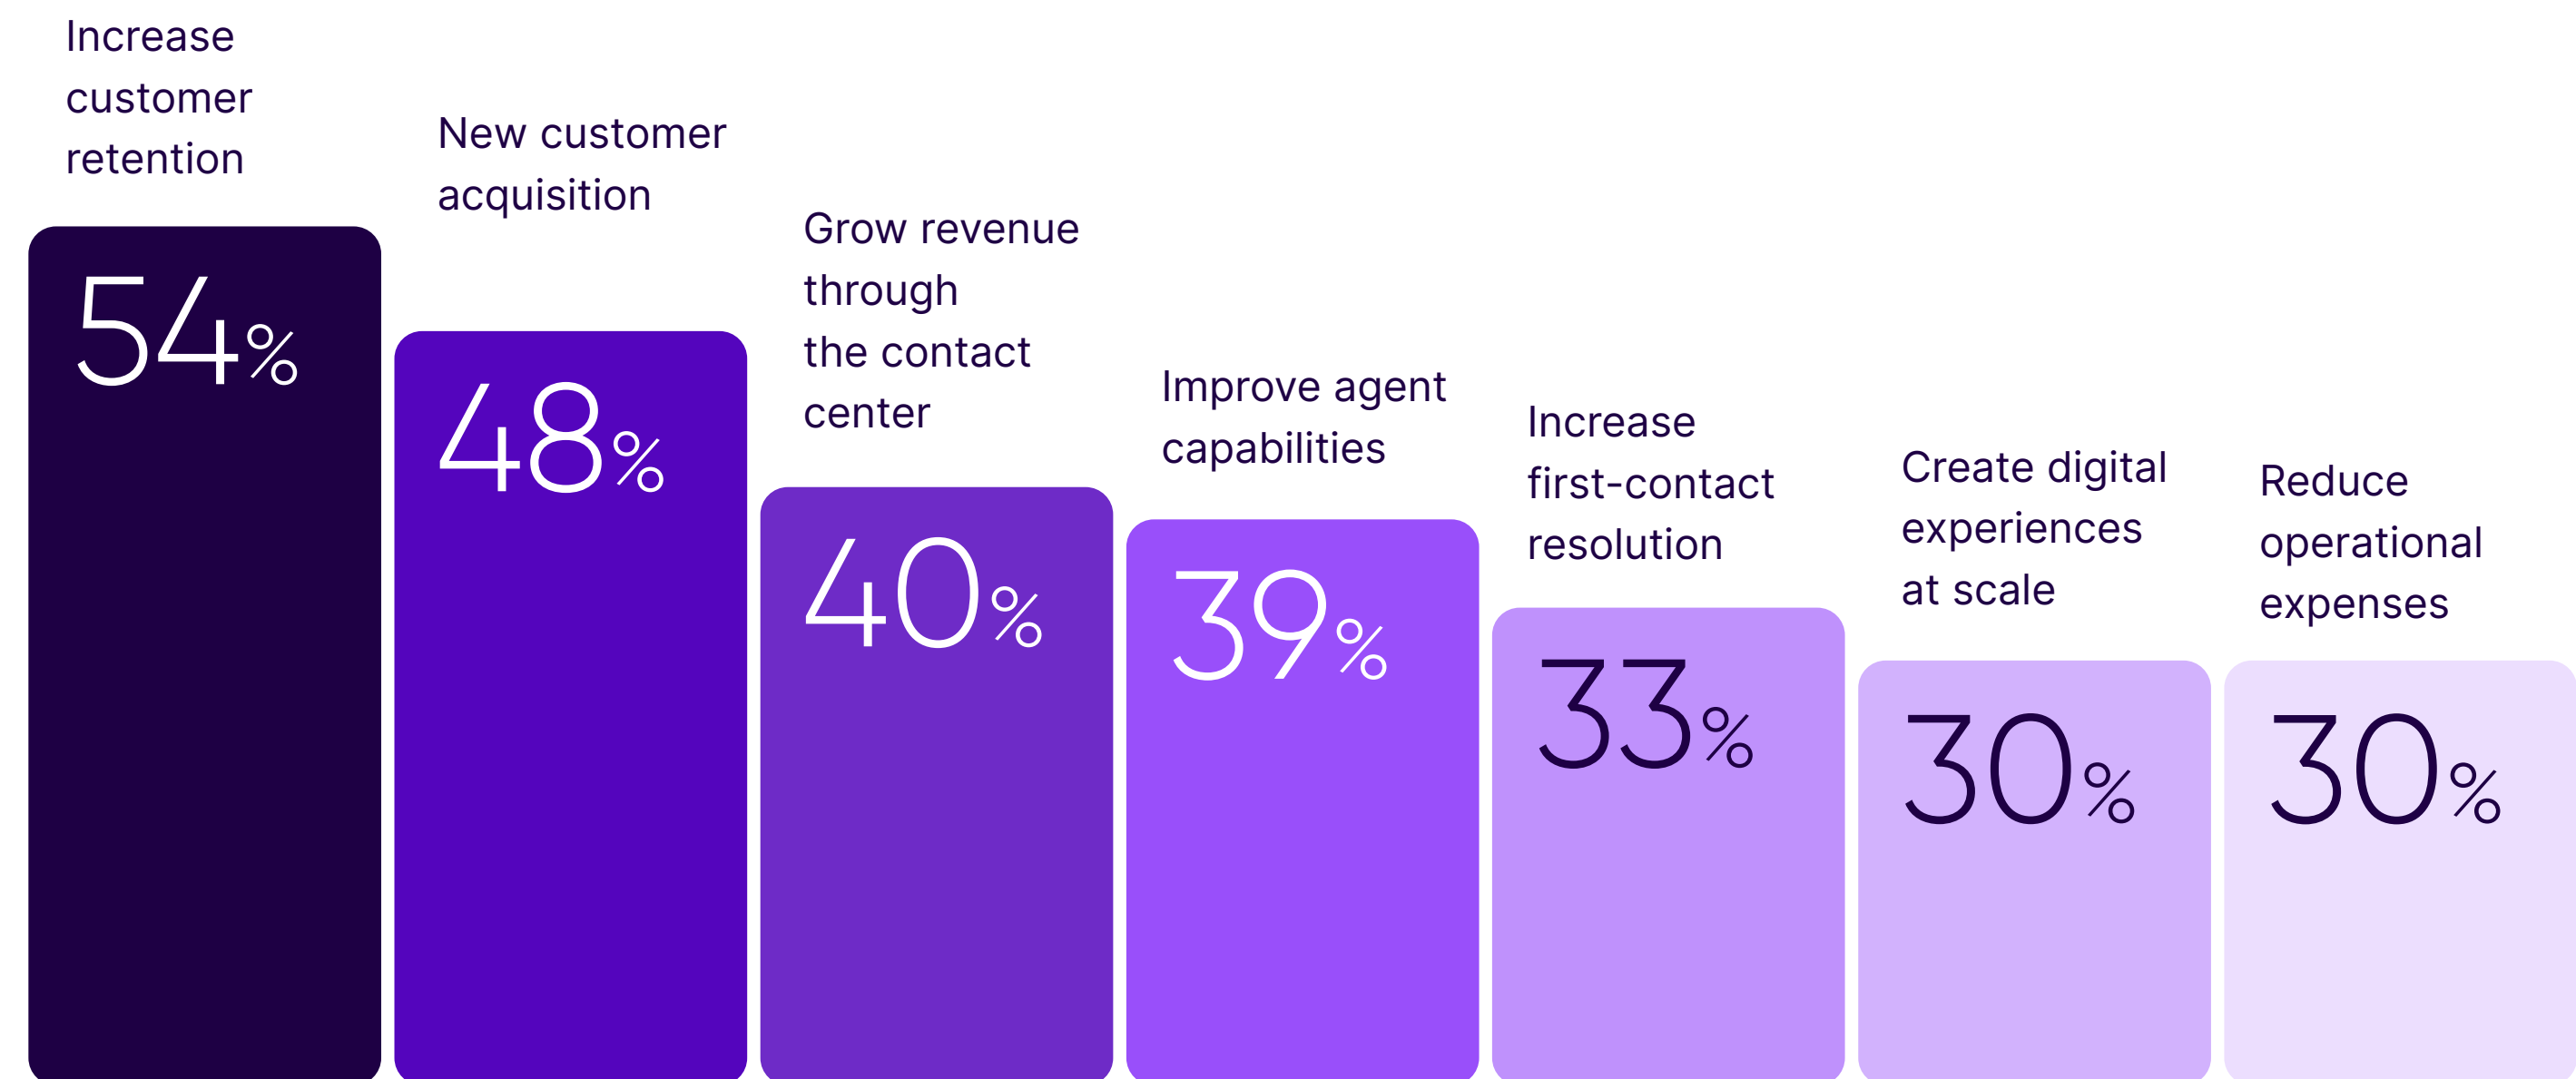 Increase
customer
retention
54%
New customer
acquisition
48%
Grow revenue
through
the contact
center
40%
Improve agent
capabilities
39%
Increase
first-contact
resolution
33%
Create digital
experiences
at scale
30%
Reduce
operational
expenses
30%